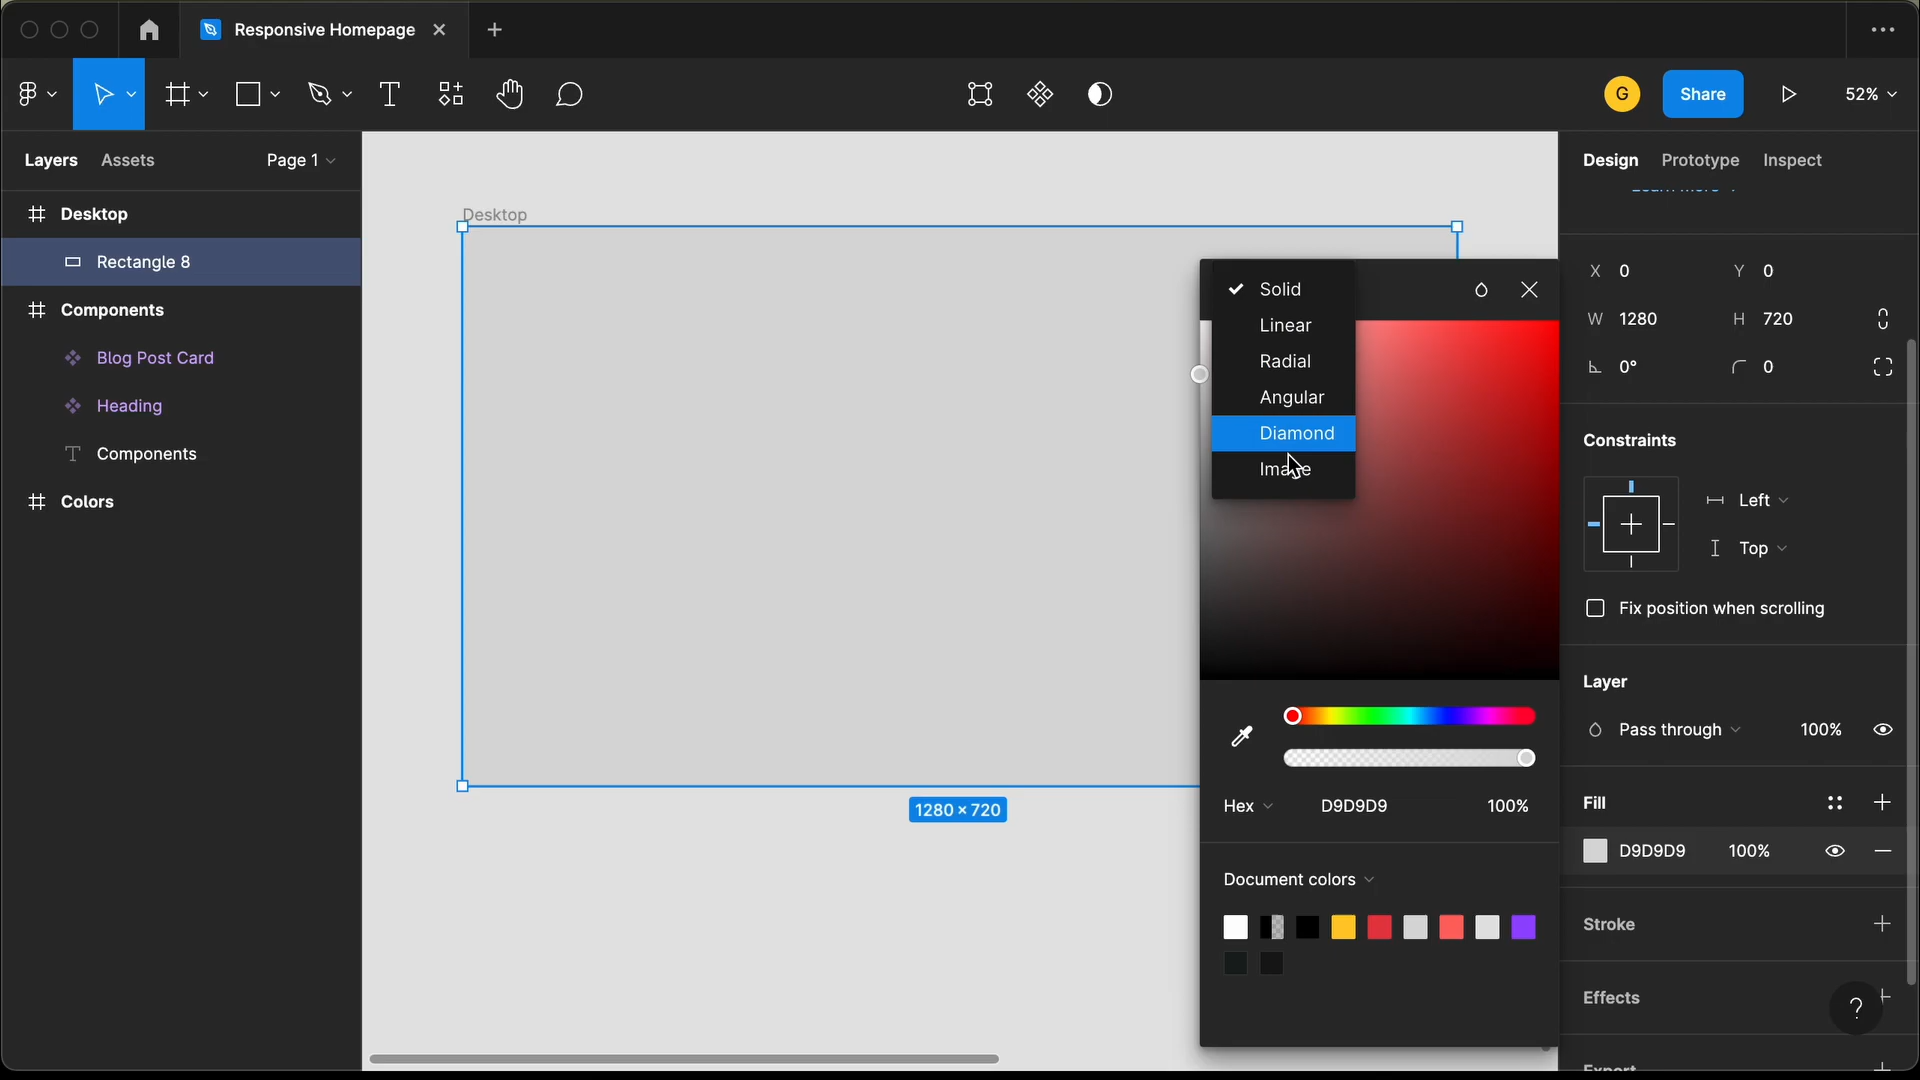 Responsive Homepage
G
Share
52%
Layers
Assets
Page 1
Desktop
Rectangle 8
Components
Blog Post Card
Heading
Components
Colors
Desktop
1280 × 720
Solid
Linear
Radial
Angular
Diamond
Image
Hex
D9D9D9
100%
Document colors
Design
Prototype
Inspect
X 0
Y 0
W 1280
H 720
0°
0
Constraints
Left
Top
Fix position when scrolling
Layer
Pass through
100%
Fill
D9D9D9
100%
Stroke
Effects
?